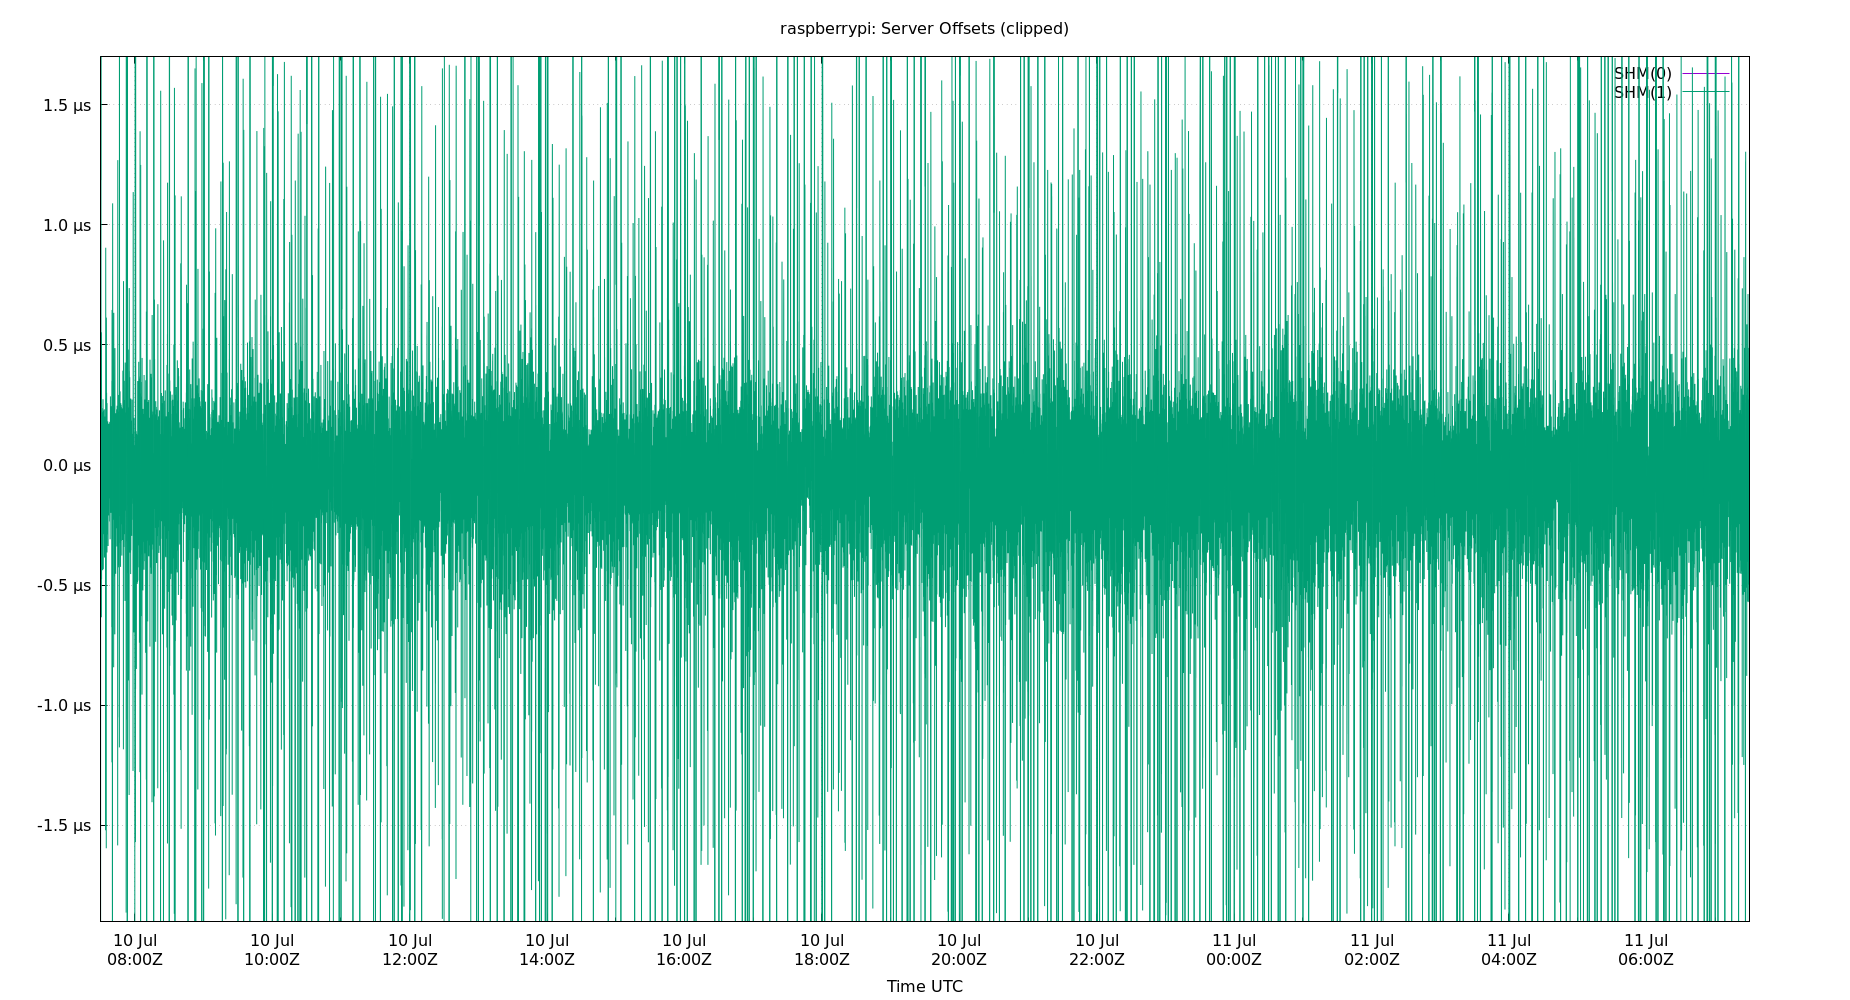 raspberrypi: Server Offsets (clipped)
SHM(0)
SHM(1)
1.5 µs
1.0 µs
0.5 µs
0.0 µs
-0.5 µs
-1.0 µs
-1.5 µs
10 Jul 10 Jul 10 Jul 10 Jul 10 Jul 10 Jul 10 Jul 10 Jul 11 Jul 11 Jul 11 Jul 11 Jul
08:00Z 10:00Z 12:00Z 14:00Z 16:00Z 18:00Z 20:00Z 22:00Z 00:00Z 02:00Z 04:00Z 06:00Z
Time UTC